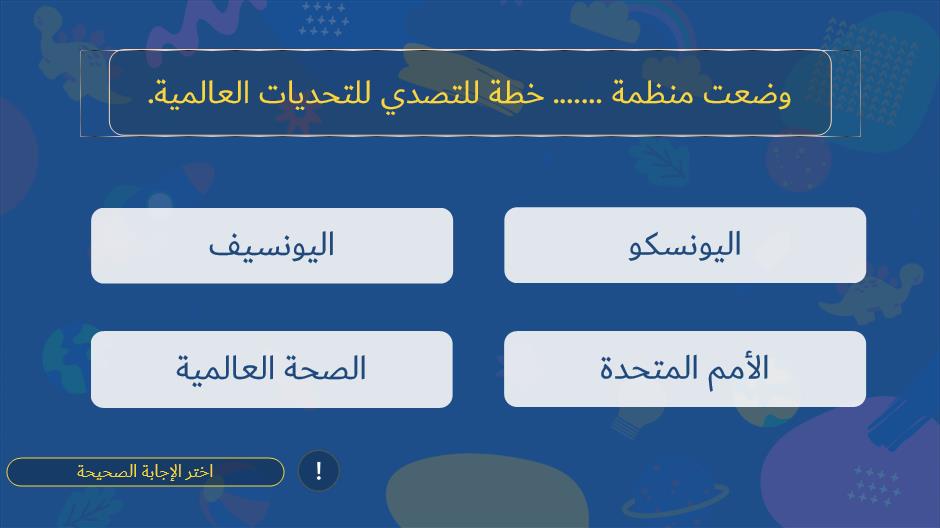 وضعت منظمة ....... خطة للتصدي للتحديات العالمية.
اليونسكو
اليونسيف
الأمم المتحدة
الصحة العالمية
!
اختر الإجابة الصحيحة